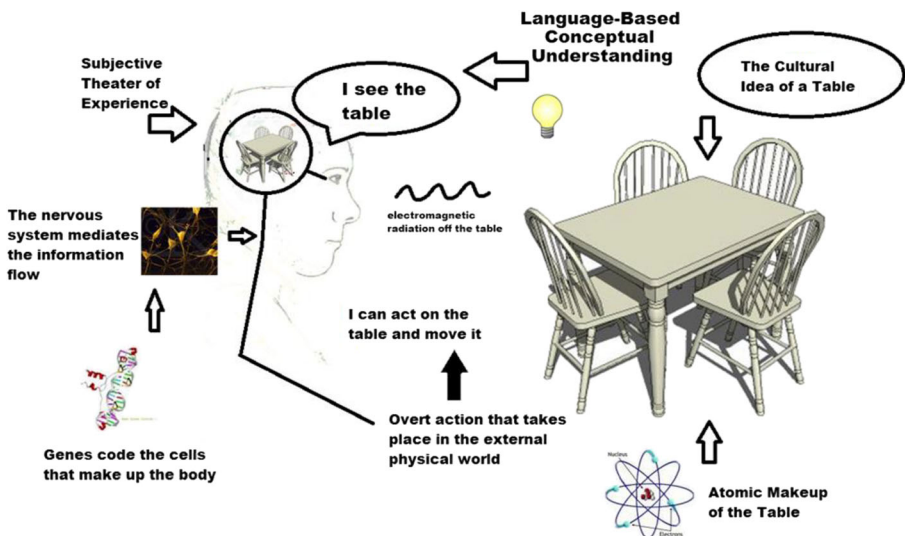 Language-Based
Conceptual
Understanding
The Cultural
Idea of a Table
Subjective
Theater of
Experience
I see the
table
The nervous
system mediates
the information
flow
electromagnetic
radiation off the table
I can act on the
table and move it
Overt action that takes
place in the external
physical world
Genes code the cells
that make up the body
Nucleus
Electrons
Atomic Makeup
of the Table